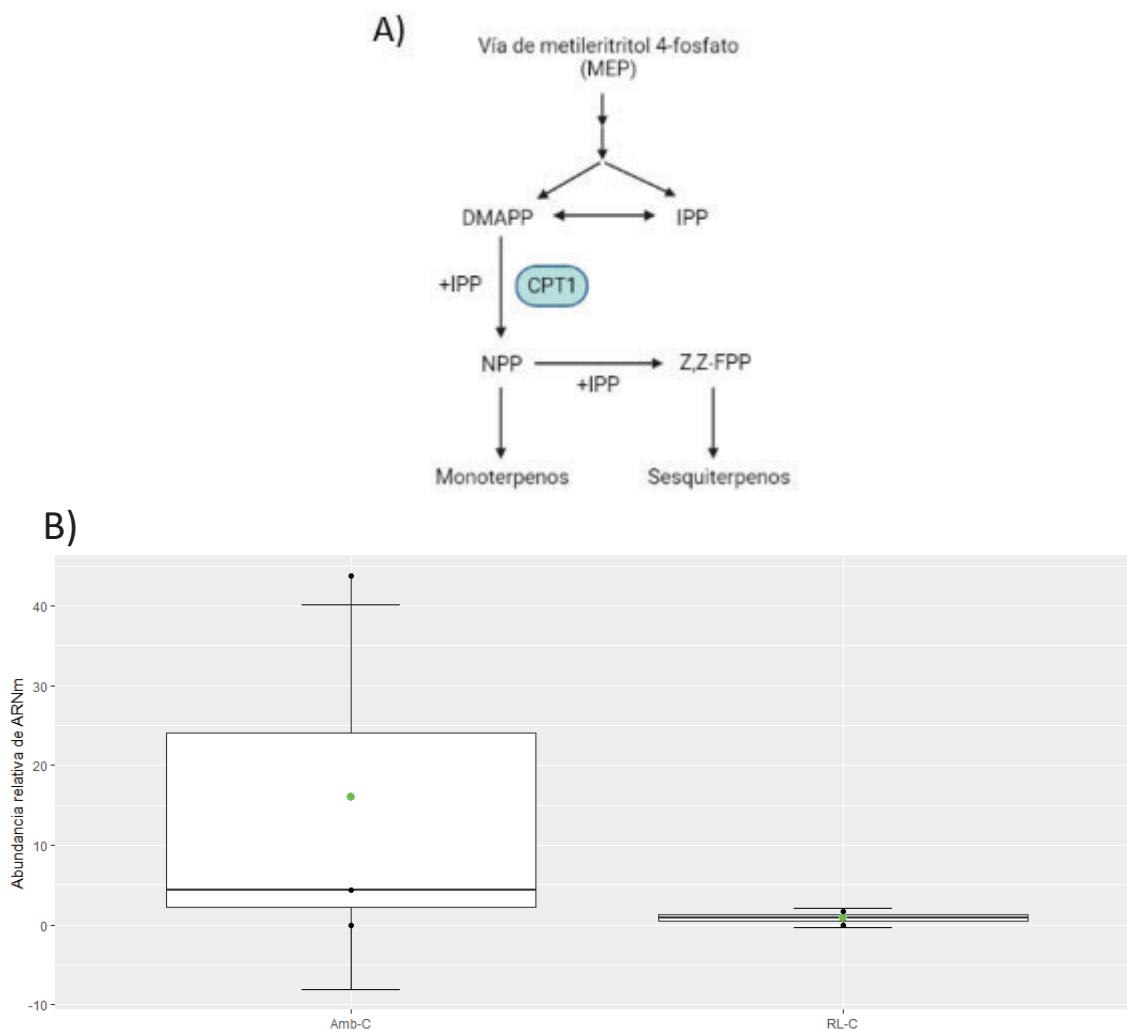 A)
Vía de metileritritol 4-fosfato
(MEP)
DMAPP
IPP
+IPP
CPT1
NPP
Z,Z-FPP
+IPP
Monoterpenos
Sesquiterpenos
B)
Abundancia relativa de ARNm
40
30
20
10
0
-10
Amb-C
RL-C